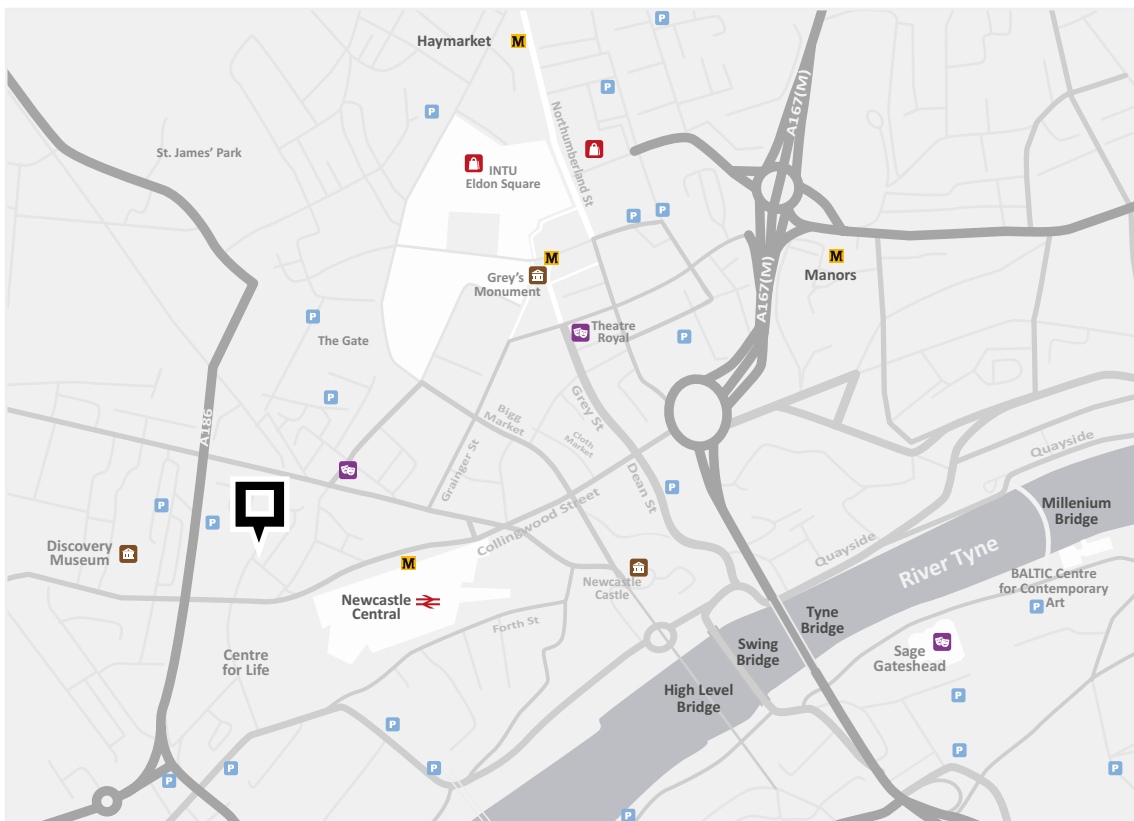 Haymarket
M
P
P
P
Northumberland St
A167(M)
St. James' Park
INTU
Eldon Square
P
P
M
Grey's
Monument
M
Manors
A167(M)
P
The Gate
Theatre
Royal
P
P
Grey St
Bigg
Market
Cloth
Market
A186
Grainger St
Dean St
Quayside
P
P
P
Collingwood Street
Millenium
Bridge
Discovery
Museum
M
Quayside
River Tyne
Newcastle
Castle
BALTIC Centre
for Contemporary
Art
P
Newcastle
Central
Forth St
Tyne
Bridge
Swing
Bridge
Sage
Gateshead
Centre
for Life
High Level
Bridge
P
P
P
P
P
P
P
P